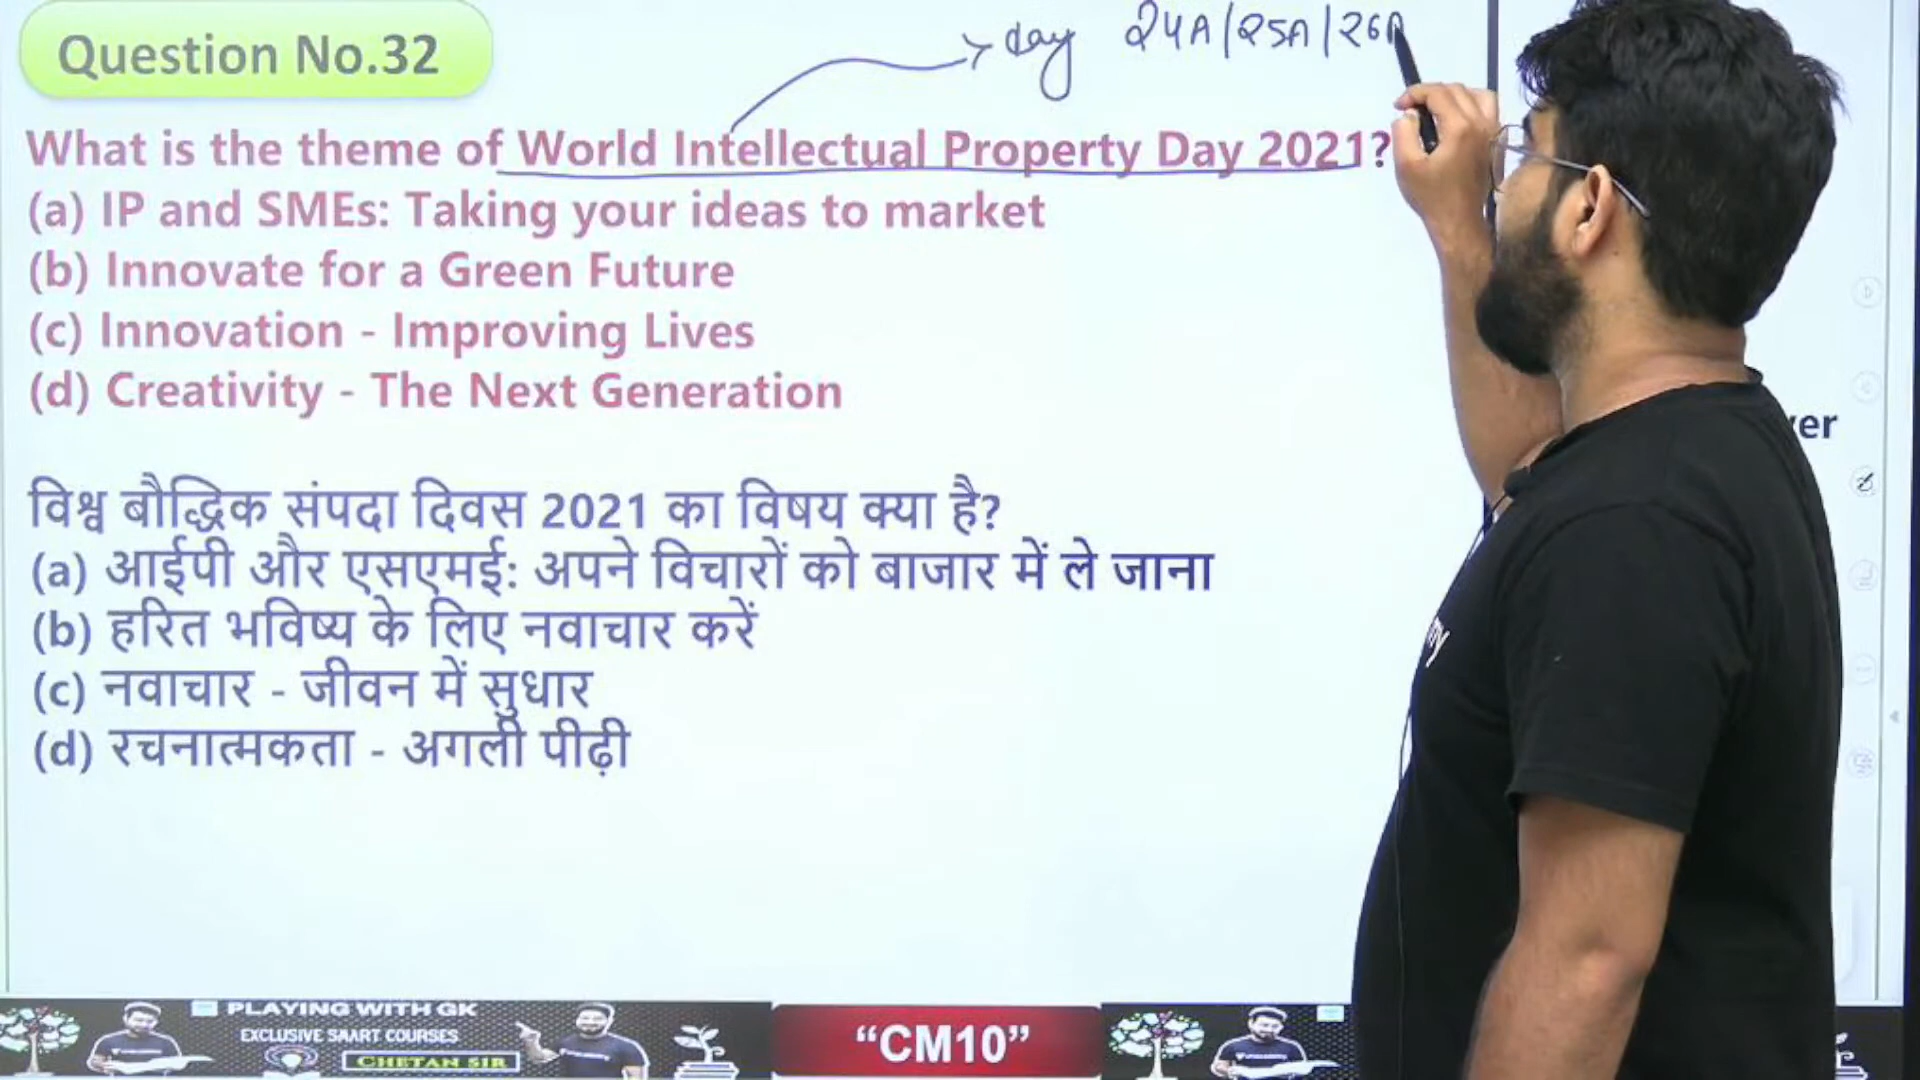 Question No.32
day 24A/25A/26A
What is the theme of World Intellectual Property Day 2021?
(a) IP and SMEs: Taking your ideas to market
(b) Innovate for a Green Future
(c) Innovation - Improving Lives
(d) Creativity - The Next Generation
विश्व बौद्धिक संपदा दिवस 2021 का विषय क्या है?
(a) आईपी और एसएमई: अपने विचारों को बाजार में ले जाना
(b) हरित भविष्य के लिए नवाचार करें
(c) नवाचार - जीवन में सुधार
(d) रचनात्मकता - अगली पीढ़ी
PLAYING WITH GK
EXCLUSIVE SAART COURSES
CHETAN SIR
“CM10”